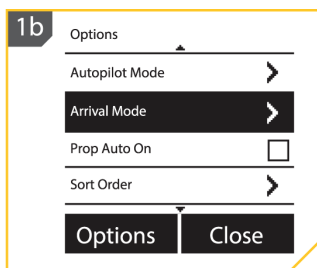 1b
Options
Autopilot Mode
Arrival Mode
Prop Auto On
Sort Order
Options Close